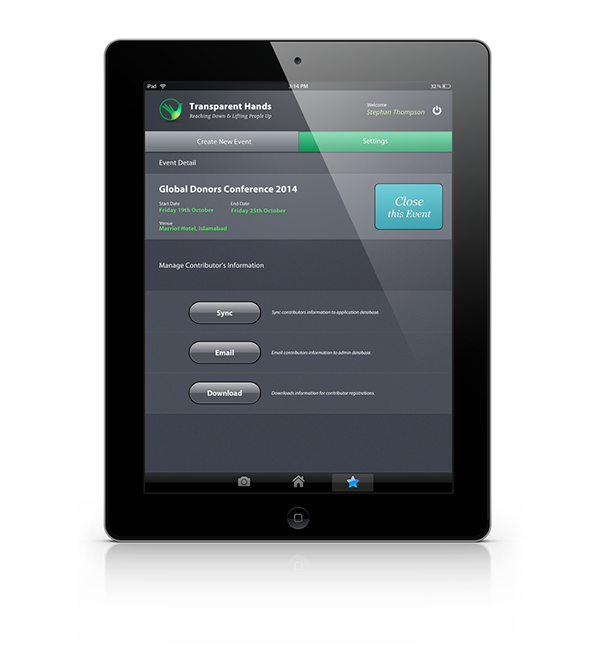 iPad 3:14 PM 32%
Transparent Hands
Reaching Down & Lifting People Up
Welcome
Stephan Thompson
Create New Event Settings
Event Detail
Global Donors Conference 2014
Start Date End Date
Friday 19th October Friday 25th October
Venue
Marriot Hotel, Islamabad
Close
this Event
Manage Contributor's Information
Sync Sync contributors information to application database.
Email Email contributors information to admin database.
Download Downloads information for contributor registrations.